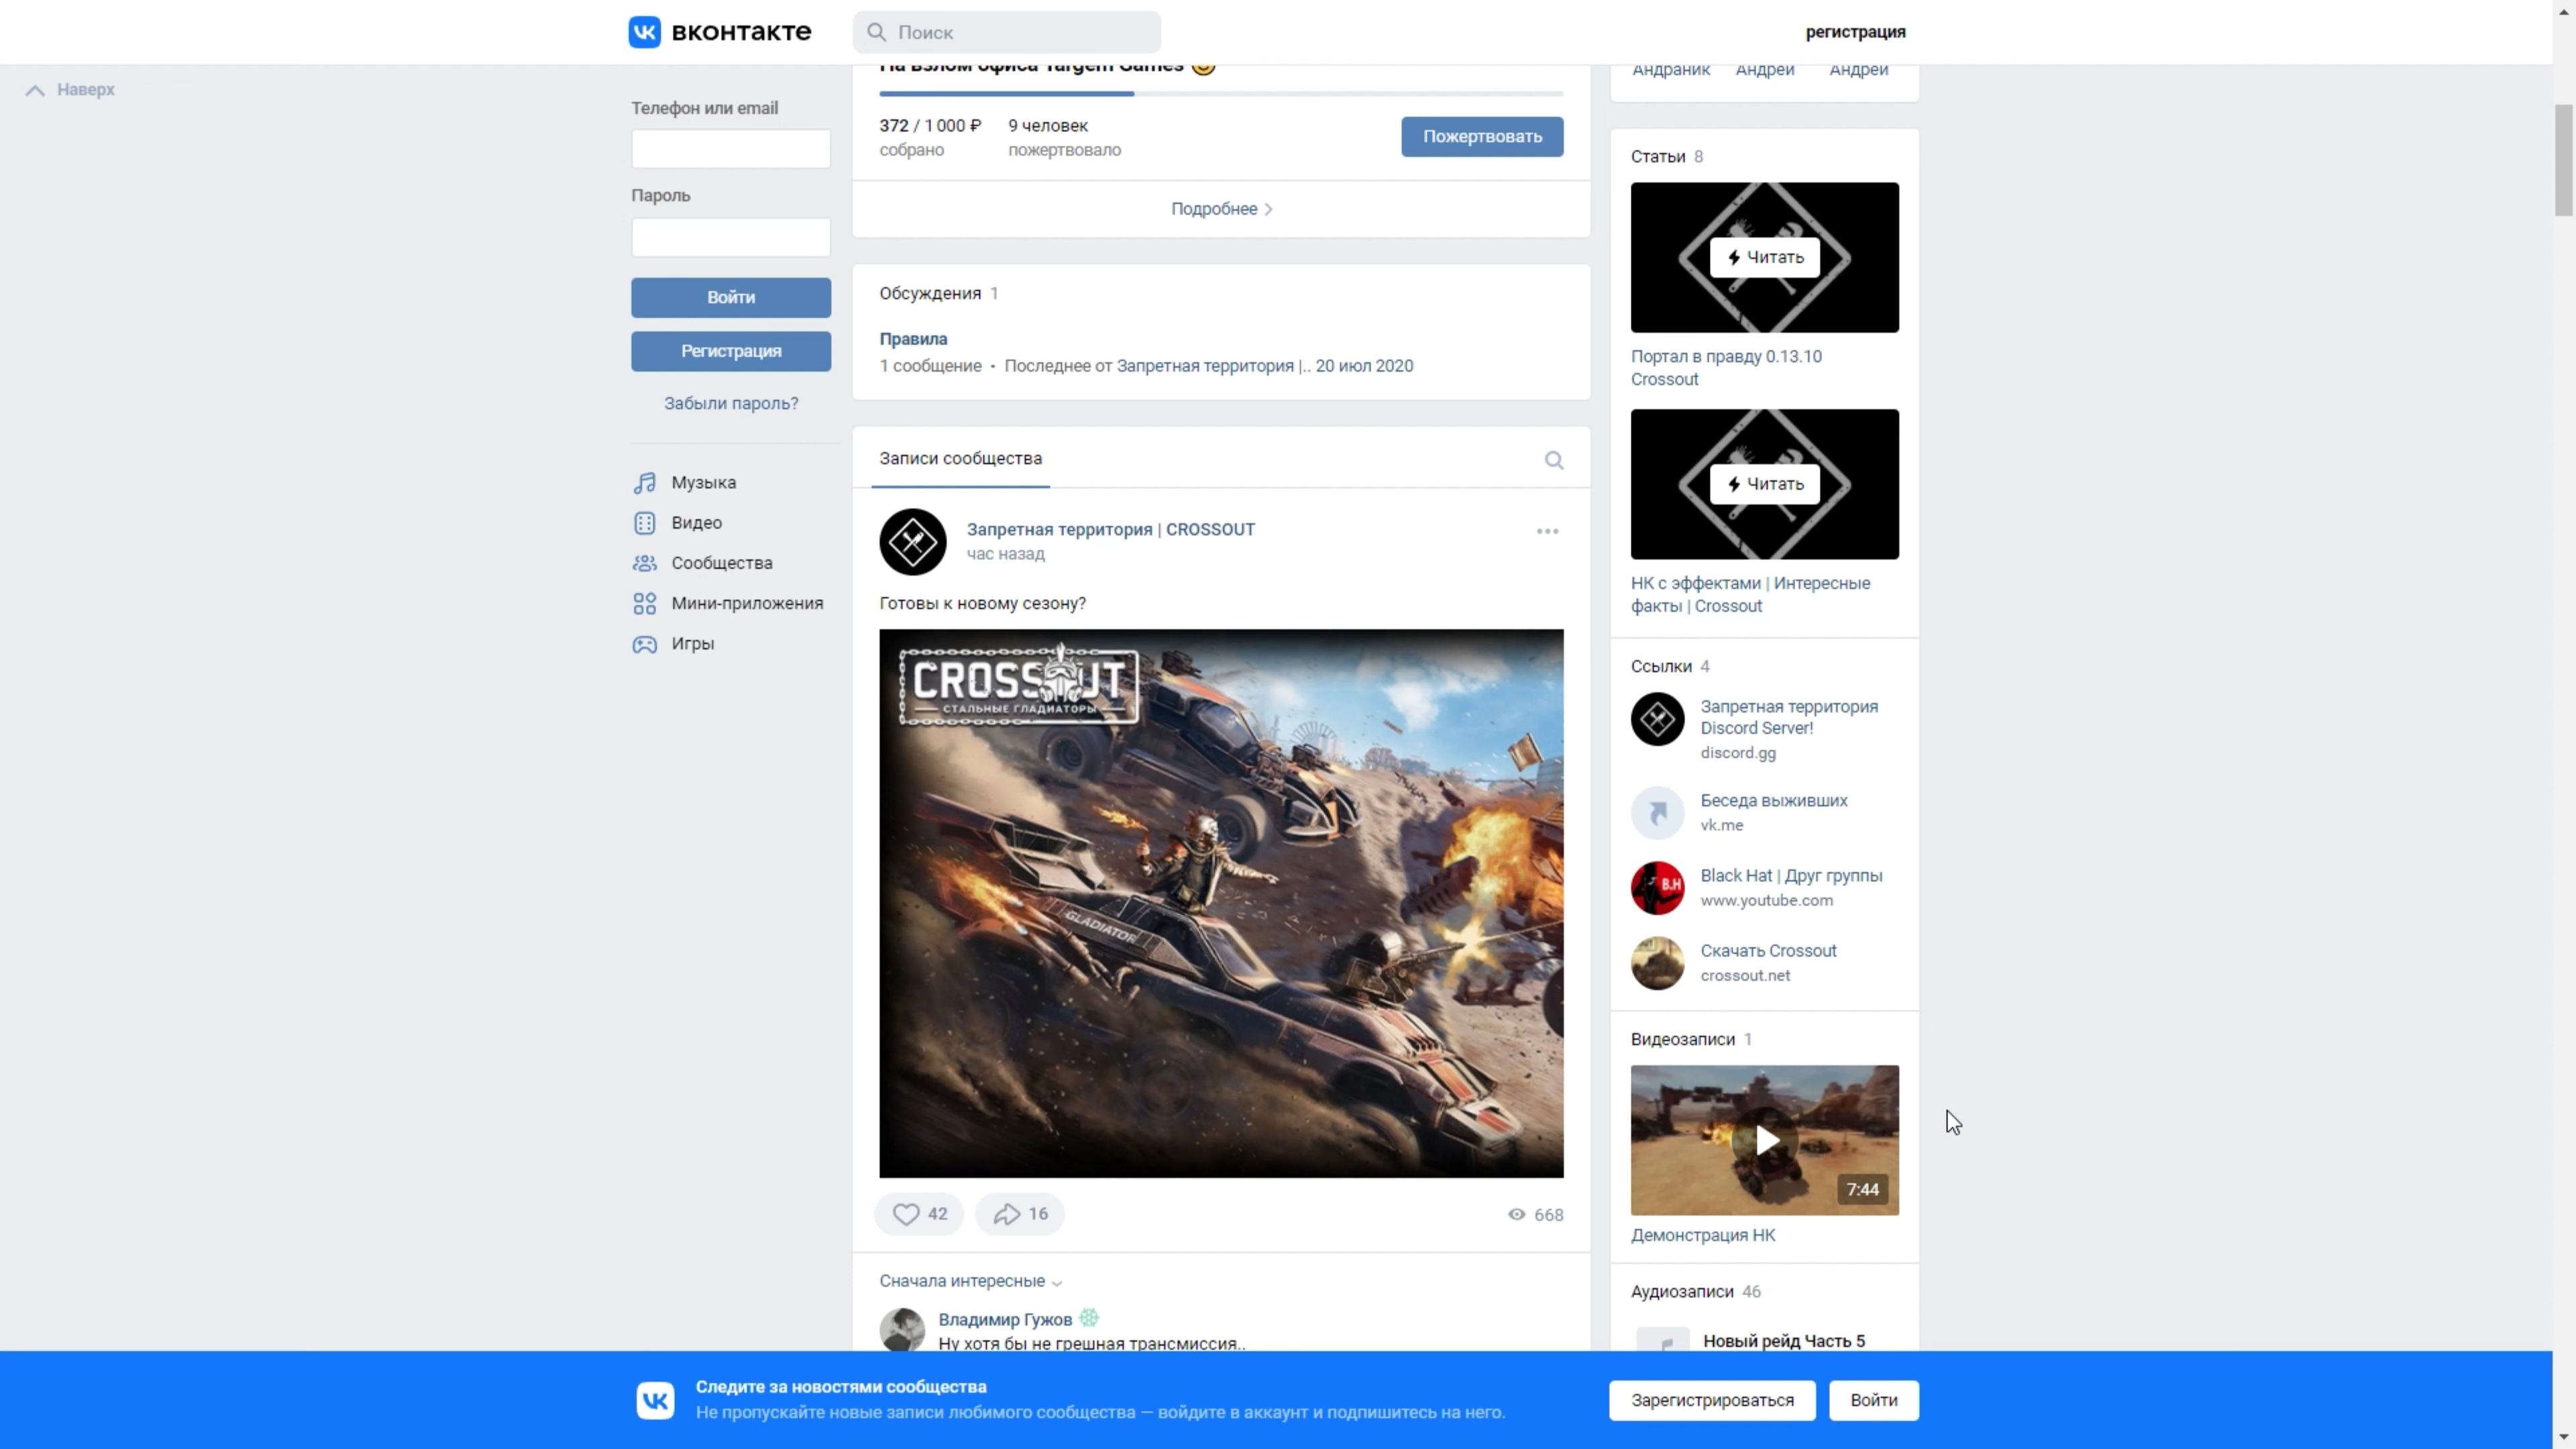 вконтакте
Поиск
регистрация
Наверх
Телефон или email
Пароль
Войти
Регистрация
Забыли пароль?
Музыка
Видео
Сообщества
Мини-приложения
Игры
На взлом офиса Targem Games
372 / 1 000 ₽
собрано
9 человек
пожертвовало
Пожертвовать
Подробнее
Обсуждения 1
Правила
1 сообщение • Последнее от Запретная территория |.. 20 июл 2020
Записи сообщества
Запретная территория | CROSSOUT
час назад
Готовы к новому сезону?
CROSSOUT
СТАЛЬНЫЕ ГЛАДИАТОРЫ
GLADIATOR
42
16
668
Сначала интересные
Владимир Гужов
Ну хотя бы не грешная трансмиссия..
Андраник Андрей Андрей
Статьи 8
Читать
Портал в правду 0.13.10
Crossout
Читать
НК с эффектами | Интересные
факты | Crossout
Ссылки 4
Запретная территория
Discord Server!
discord.gg
Беседа выживших
vk.me
B.H
Black Hat | Друг группы
www.youtube.com
Скачать Crossout
crossout.net
Видеозаписи 1
7:44
Демонстрация НК
Аудиозаписи 46
Новый рейд Часть 5
Следите за новостями сообщества
Не пропускайте новые записи любимого сообщества — войдите в аккаунт и подпишитесь на него.
Зарегистрироваться
Войти